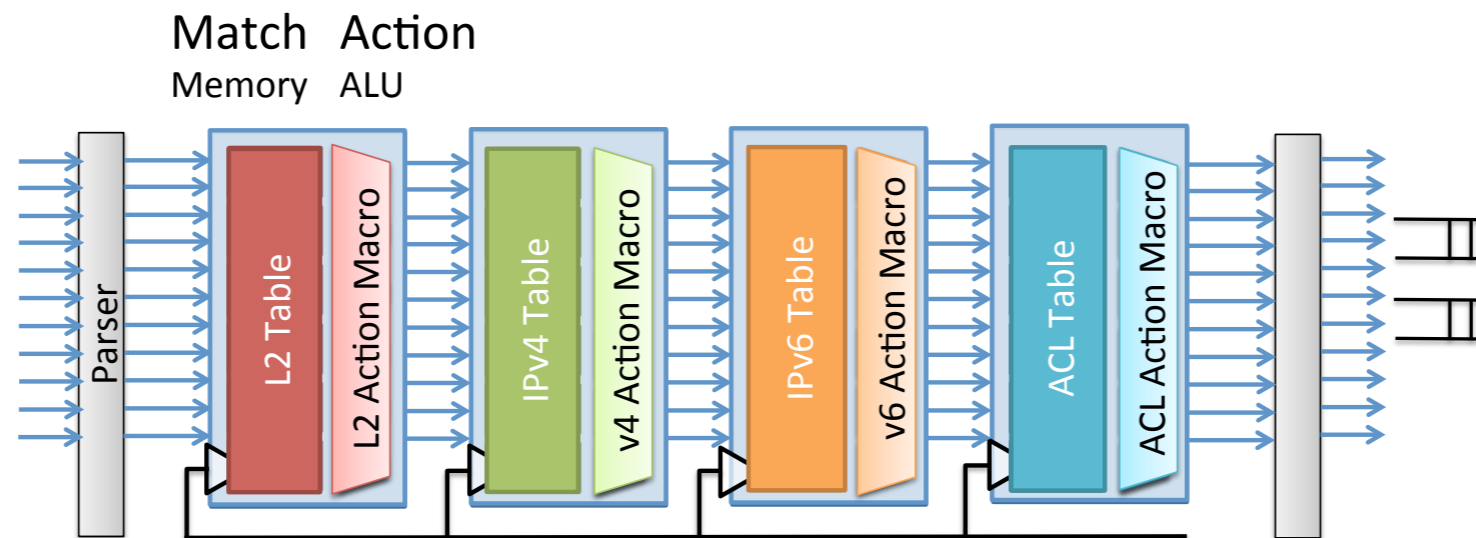 Match Action
Memory ALU
Parser
L2 Table
L2 Action Macro
IPv4 Table
v4 Action Macro
IPv6 Table
v6 Action Macro
ACL Table
ACL Action Macro